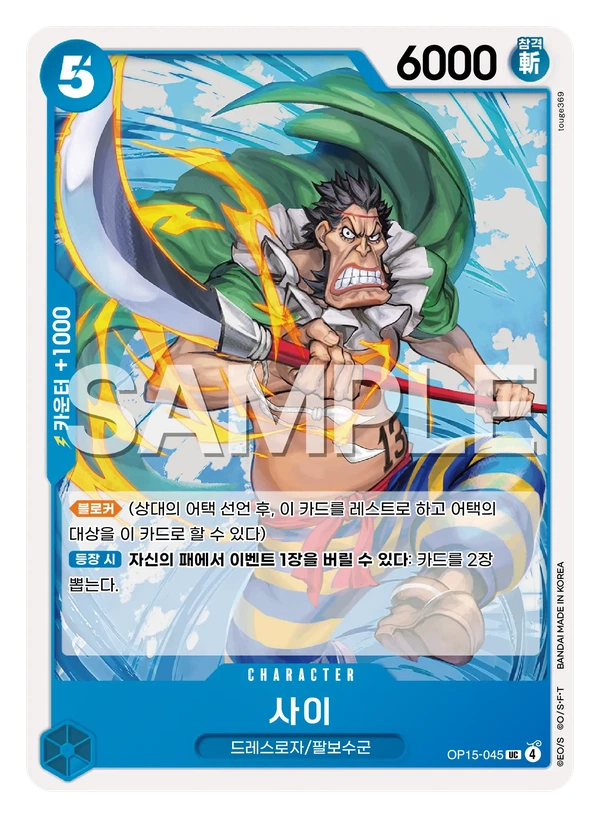 5
6000
참격
斬
touge369
카운터 +1000
SAMPLE
13
블로커 (상대의 어택 선언 후, 이 카드를 레스트로 하고 어택의
대상을 이 카드로 할 수 있다)
등장 시 자신의 패에서 이벤트 1장을 버릴 수 있다: 카드를 2장
뽑는다.
CHARACTER
사이
드레스로자/팔보수군
OP15-045 UC 4
©EO/S ©O/S·F·T BANDAI MADE IN KOREA